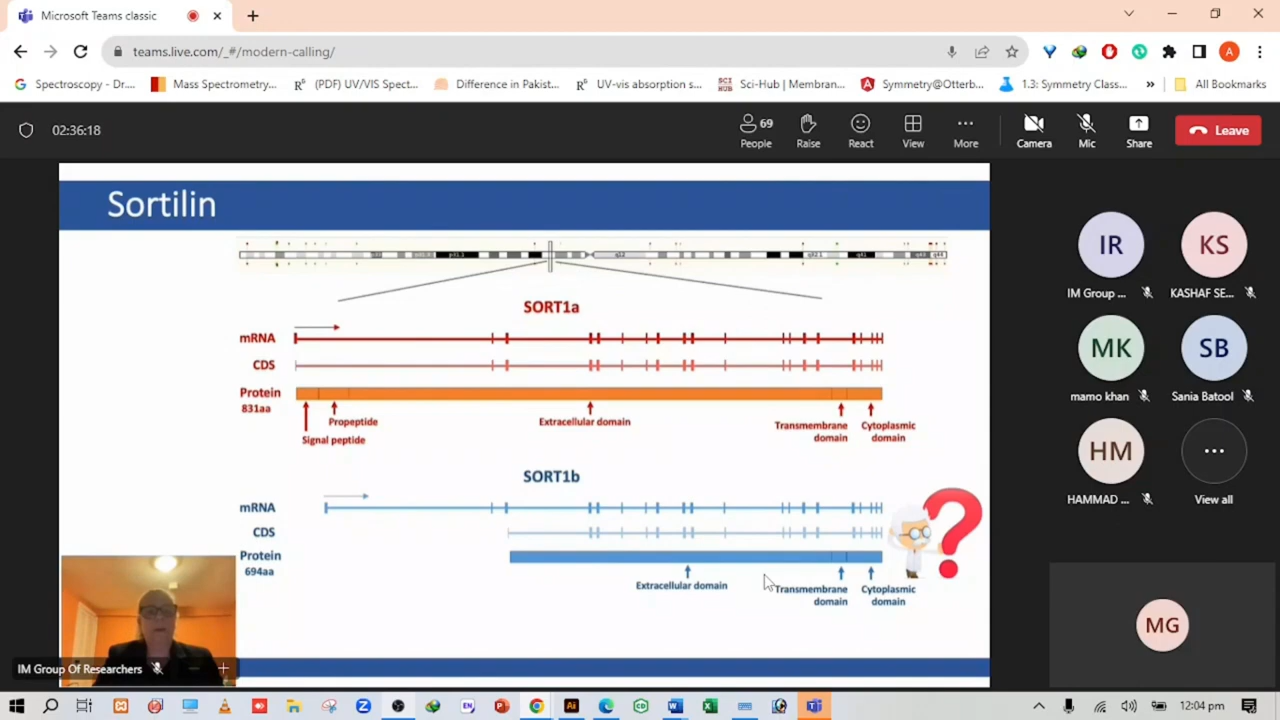 Microsoft Teams classic
teams.live.com/_#/modern-calling/
A
Spectroscopy - Dr....
Mass Spectrometry...
(PDF) UV/VIS Spect...
Difference in Pakist...
UV-vis absorption s...
Sci-Hub | Membran...
Symmetry@Otterb...
1.3: Symmetry Class...
All Bookmarks
02:36:18
69
People
Raise
React
View
More
Camera
Mic
Share
Leave
Sortilin
SORT1a
mRNA
CDS
Protein
831aa
Propeptide
Signal peptide
Extracellular domain
Transmembrane
domain
Cytoplasmic
domain
SORT1b
mRNA
CDS
Protein
694aa
Extracellular domain
Transmembrane
domain
Cytoplasmic
domain
?
IM Group Of Researchers
IR
KS
IM Group ...
KASHAF SE...
MK
SB
mamo khan
Sania Batool
HM
HAMMAD ...
View all
MG
12:04 pm